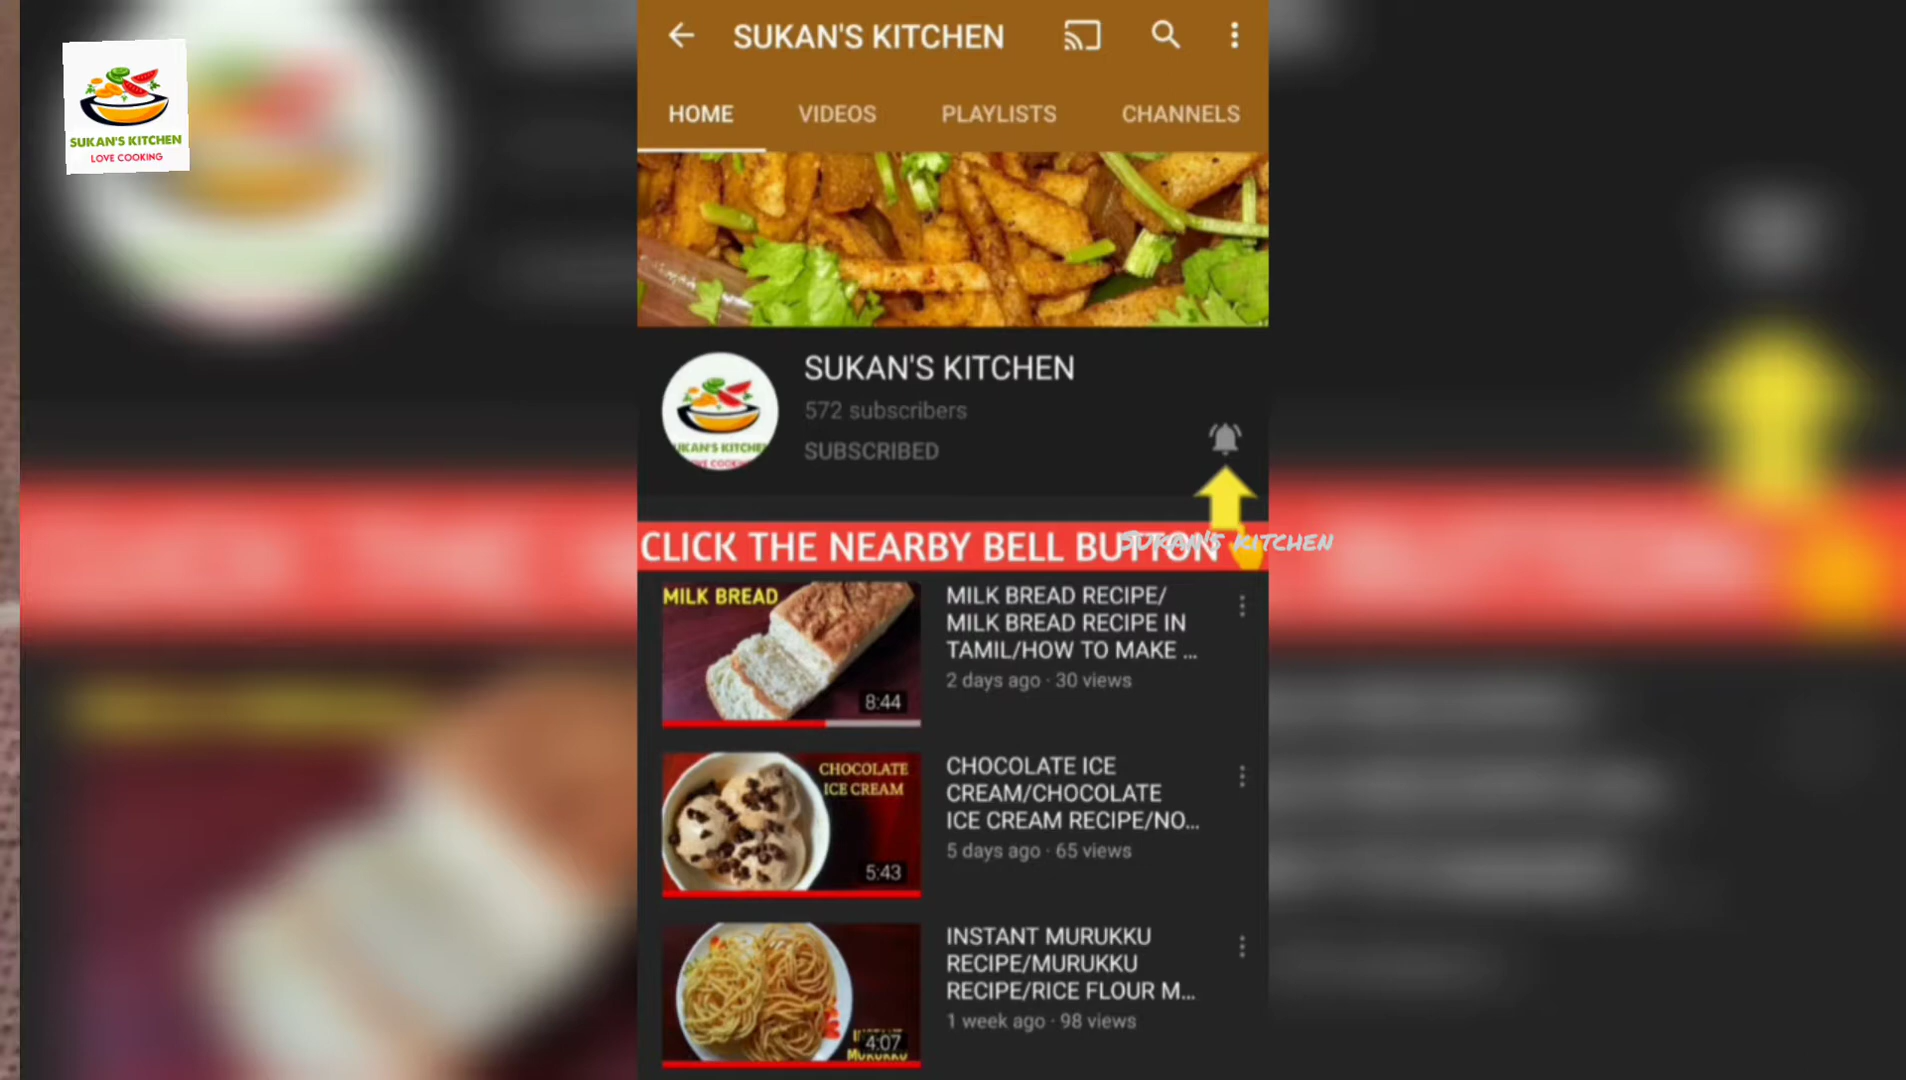 SUKAN'S KITCHEN
LOVE COOKING
SUKAN'S KITCHEN
HOME VIDEOS PLAYLISTS CHANNELS
SUKAN'S KITCHEN
572 subscribers
SUBSCRIBED
CLICK THE NEARBY BELL BUTTON
SUKAN'S KITCHEN
MILK BREAD
8:44
MILK BREAD RECIPE/
MILK BREAD RECIPE IN
TAMIL/HOW TO MAKE ...
2 days ago · 30 views
CHOCOLATE
ICE CREAM
5:43
CHOCOLATE ICE
CREAM/CHOCOLATE
ICE CREAM RECIPE/NO...
5 days ago · 65 views
4:07
MURUKKU
INSTANT MURUKKU
RECIPE/MURUKKU
RECIPE/RICE FLOUR M...
1 week ago · 98 views